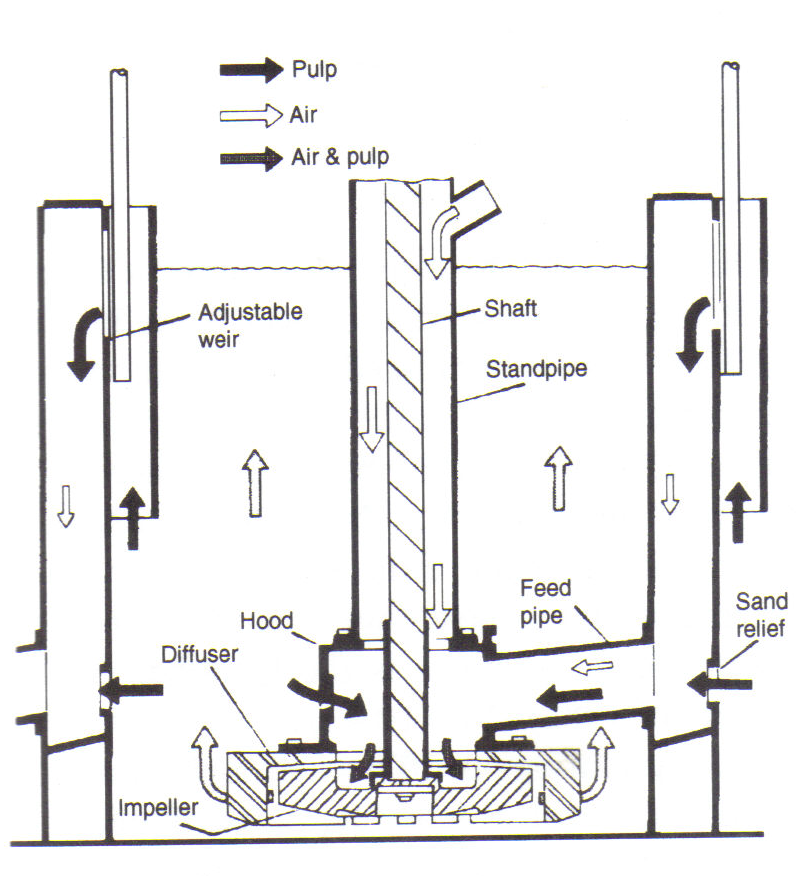 Pulp
Air
Air & pulp
Adjustable
weir
Shaft
Standpipe
Feed
pipe
Sand
relief
Hood
Diffuser
Impeller